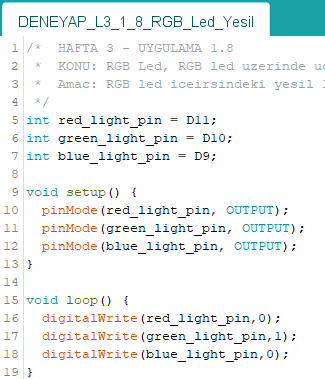 DENEYAP_L3_1_8_RGB_Led_Yesil
1 /* HAFTA 3 - UYGULAMA 1.8
2 * KONU: RGB Led, RGB led uzerinde
3 * Amac: RGB led iceirsindeki yesil
4 */
5 int red_light_pin = D11;
6 int green_light_pin = D10;
7 int blue_light_pin = D9;
8
9 void setup() {
10 pinMode(red_light_pin, OUTPUT);
11 pinMode(green_light_pin, OUTPUT);
12 pinMode(blue_light_pin, OUTPUT);
13 }
14
15 void loop() {
16 digitalWrite(red_light_pin,0);
17 digitalWrite(green_light_pin,1);
18 digitalWrite(blue_light_pin,0);
19 }